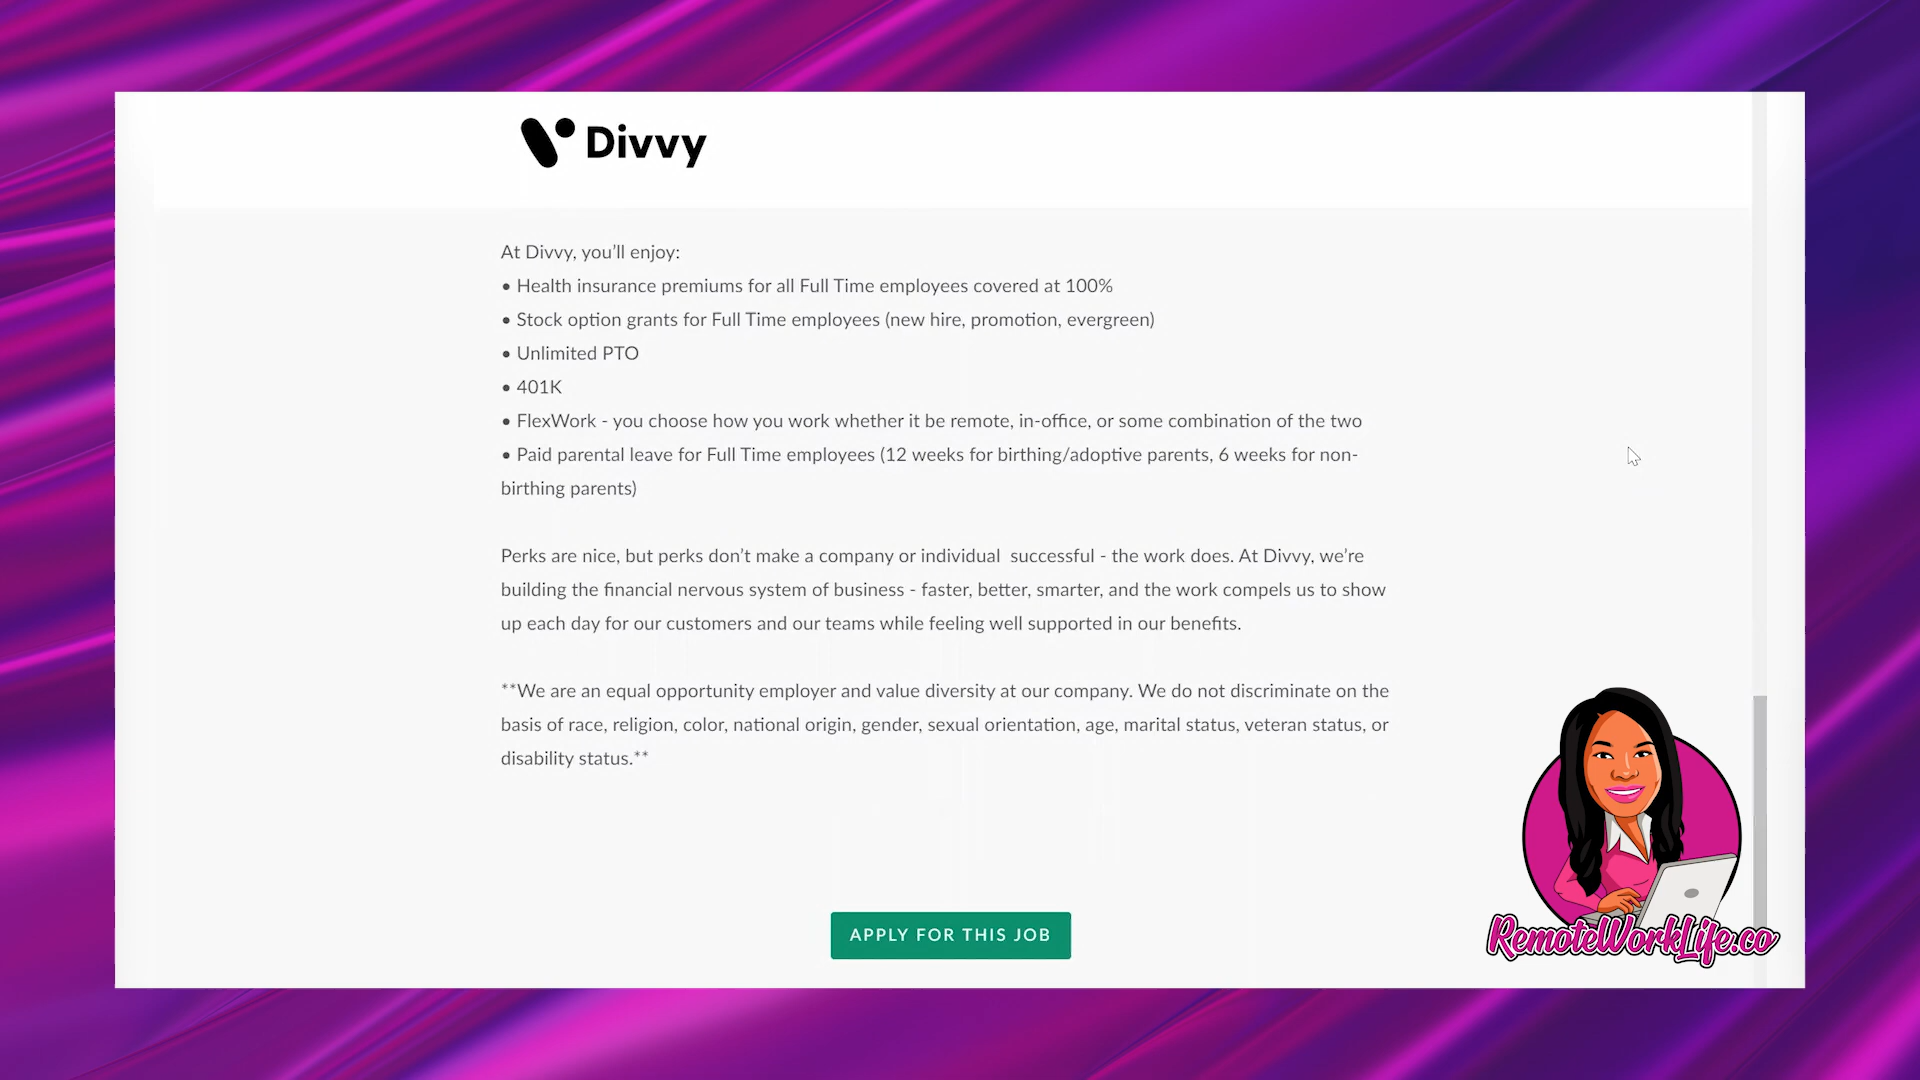 Divvy
At Divvy, you’ll enjoy:
• Health insurance premiums for all Full Time employees covered at 100%
• Stock option grants for Full Time employees (new hire, promotion, evergreen)
• Unlimited PTO
• 401K
• FlexWork - you choose how you work whether it be remote, in-office, or some combination of the two
• Paid parental leave for Full Time employees (12 weeks for birthing/adoptive parents, 6 weeks for non-
birthing parents)
Perks are nice, but perks don’t make a company or individual  successful - the work does. At Divvy, we’re
building the financial nervous system of business - faster, better, smarter, and the work compels us to show
up each day for our customers and our teams while feeling well supported in our benefits.
**We are an equal opportunity employer and value diversity at our company. We do not discriminate on the
basis of race, religion, color, national origin, gender, sexual orientation, age, marital status, veteran status, or
disability status.**
APPLY FOR THIS JOB
RemoteWorkLife.co